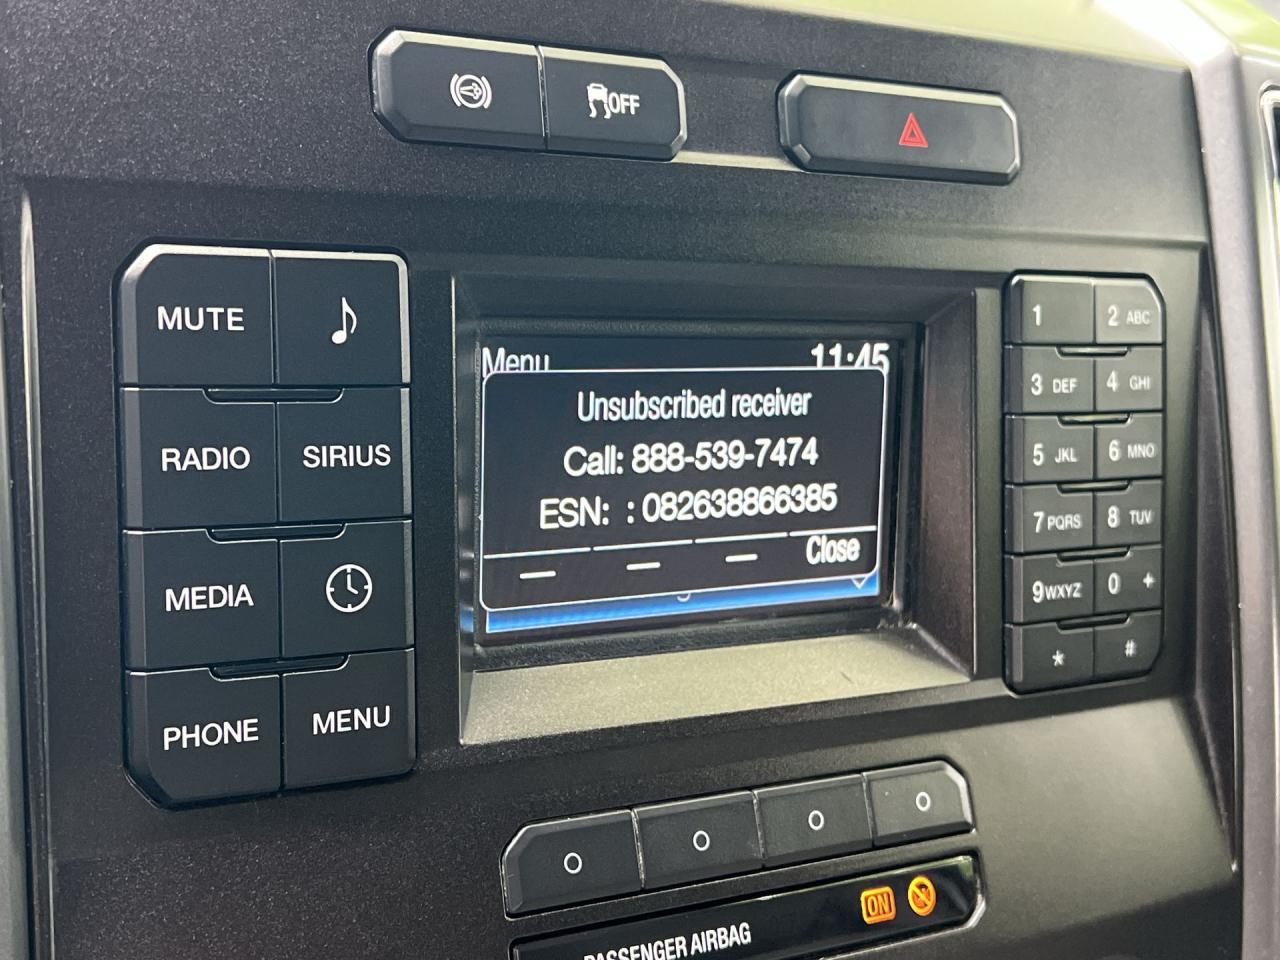 OFF
MUTE
RADIO
SIRIUS
MEDIA
PHONE
MENU
Menu
11:45
Unsubscribed receiver
Call: 888-539-7474
ESN: : 082638866385
Close
1
2 ABC
3 DEF
4 GHI
5 JKL
6 MNO
7 PQRS
8 TUV
9 WXYZ
0 +
*
#
ON
PASSENGER AIRBAG